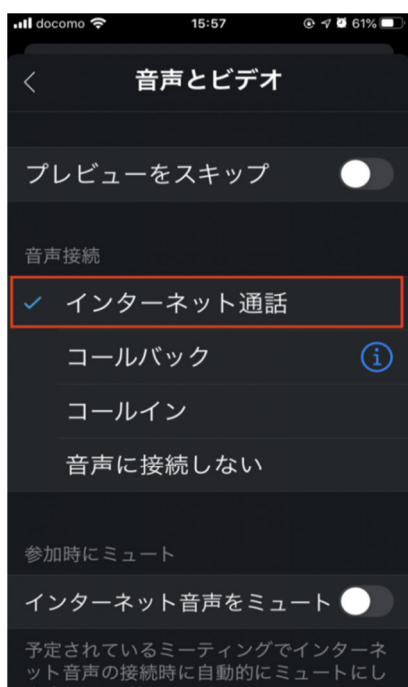 docomo 15:57 61%
音声とビデオ
プレビューをスキップ
音声接続
インターネット通話
コールバック
コールイン
音声に接続しない
参加時にミュート
インターネット音声をミュート
予定されているミーティングでインターネ
ット音声の接続時に自動的にミュートにし